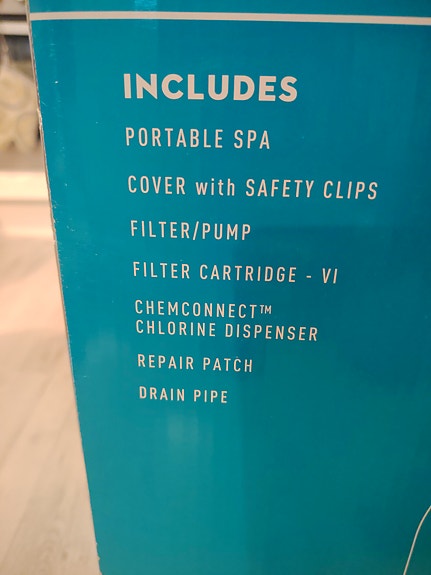 INCLUDES
PORTABLE SPA
COVER with SAFETY CLIPS
FILTER/PUMP
FILTER CARTRIDGE - VI
CHEMCONNECT™
CHLORINE DISPENSER
REPAIR PATCH
DRAIN PIPE